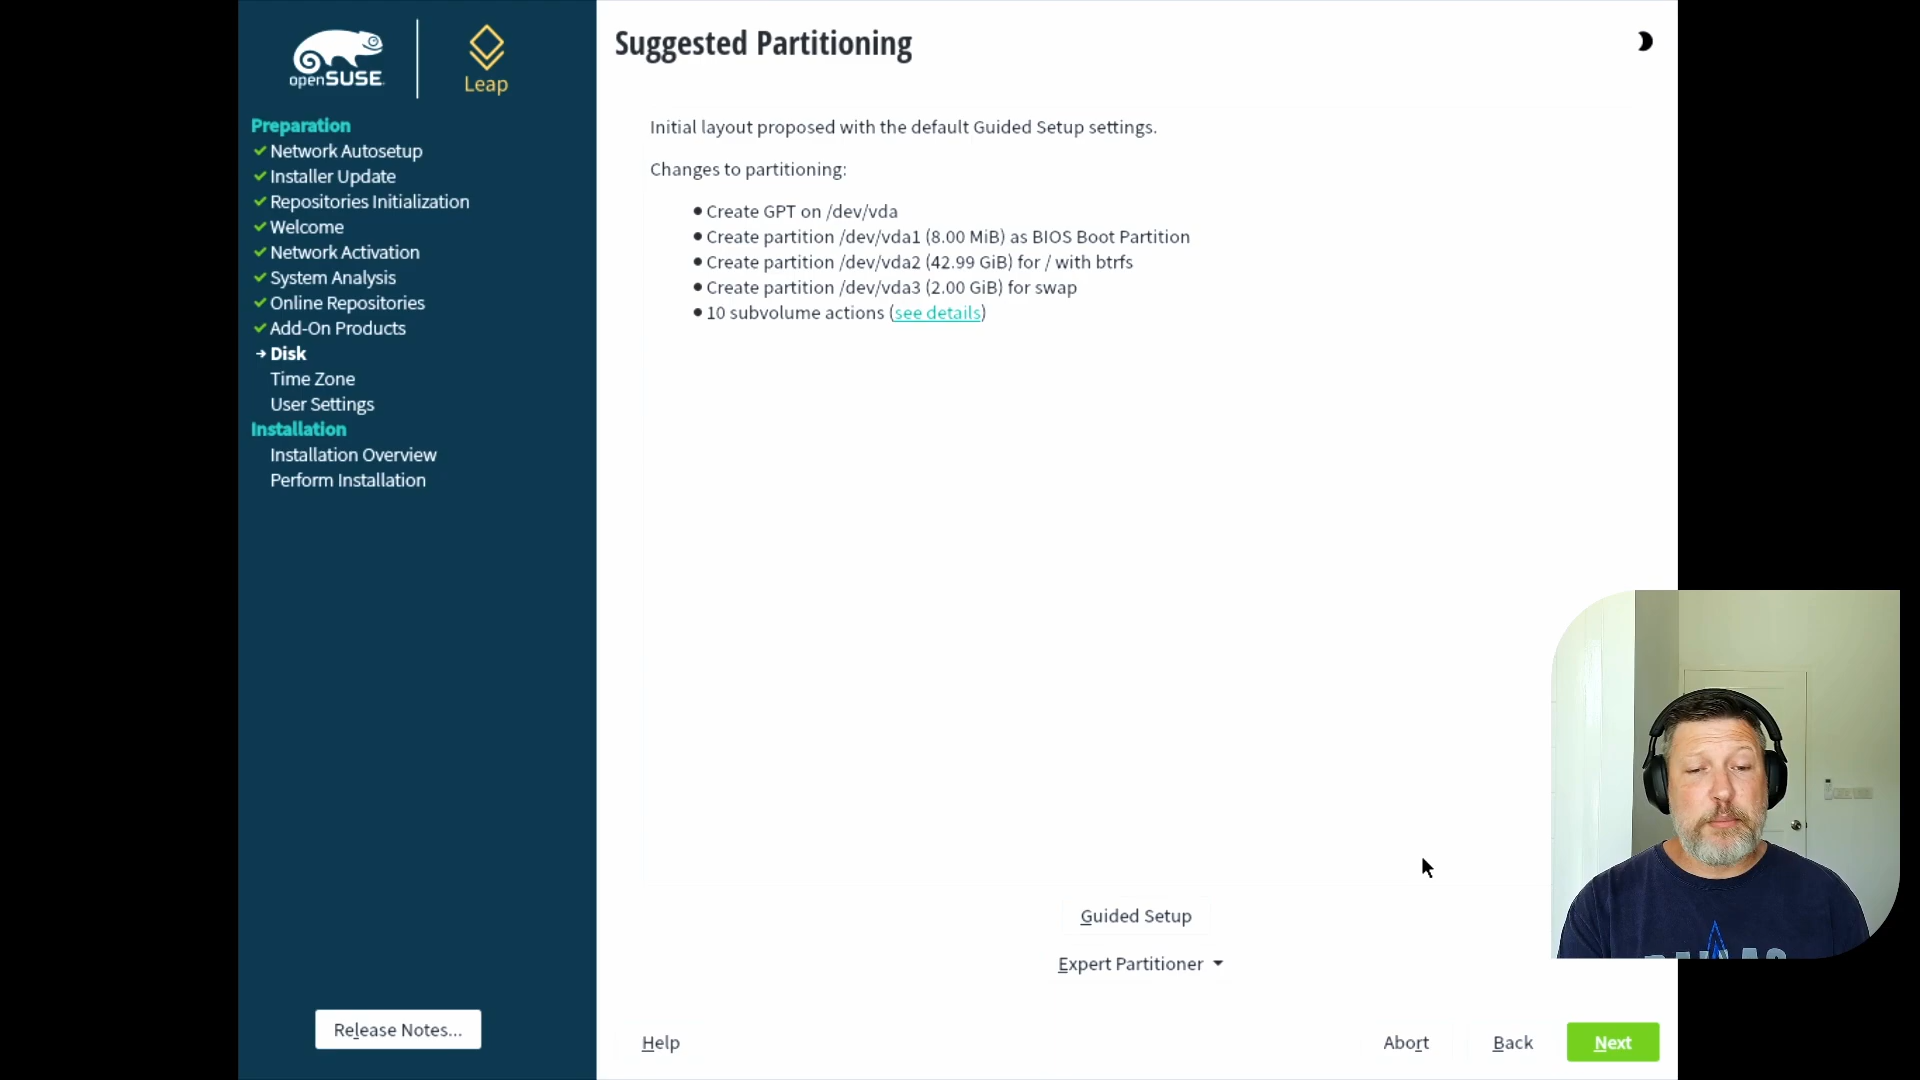 openSUSE
Leap
Suggested Partitioning
Preparation
Network Autosetup
Installer Update
Repositories Initialization
Welcome
Network Activation
System Analysis
Online Repositories
Add-On Products
Disk
Time Zone
User Settings
Installation
Installation Overview
Perform Installation
Initial layout proposed with the default Guided Setup settings.
Changes to partitioning:
Create GPT on /dev/vda
Create partition /dev/vda1 (8.00 MiB) as BIOS Boot Partition
Create partition /dev/vda2 (42.99 GiB) for / with btrfs
Create partition /dev/vda3 (2.00 GiB) for swap
10 subvolume actions (see details)
Guided Setup
Expert Partitioner
Release Notes...
Help
Abort
Back
Next